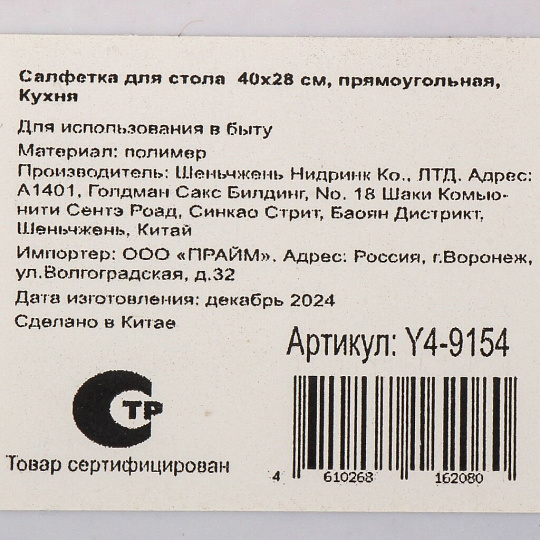 Салфетка для стола 40х28 см, прямоугольная,
Кухня
Для использования в быту
Материал: полимер
Производитель: Шеньчжень Нидринк Ко., ЛТД. Адрес:
А1401, Голдман Сакс Билдинг, No. 18 Шаки Комью-
нити Сентэ Роад, Синкао Стрит, Баоян Дистрикт,
Шеньчжень, Китай
Импортер: ООО «ПРАЙМ». Адрес: Россия, г.Воронеж,
ул.Волгоградская, д.32
Дата изготовления: декабрь 2024
Сделано в Китае
Артикул: Y4-9154
СТР
Товар сертифицирован
4 610268 162080